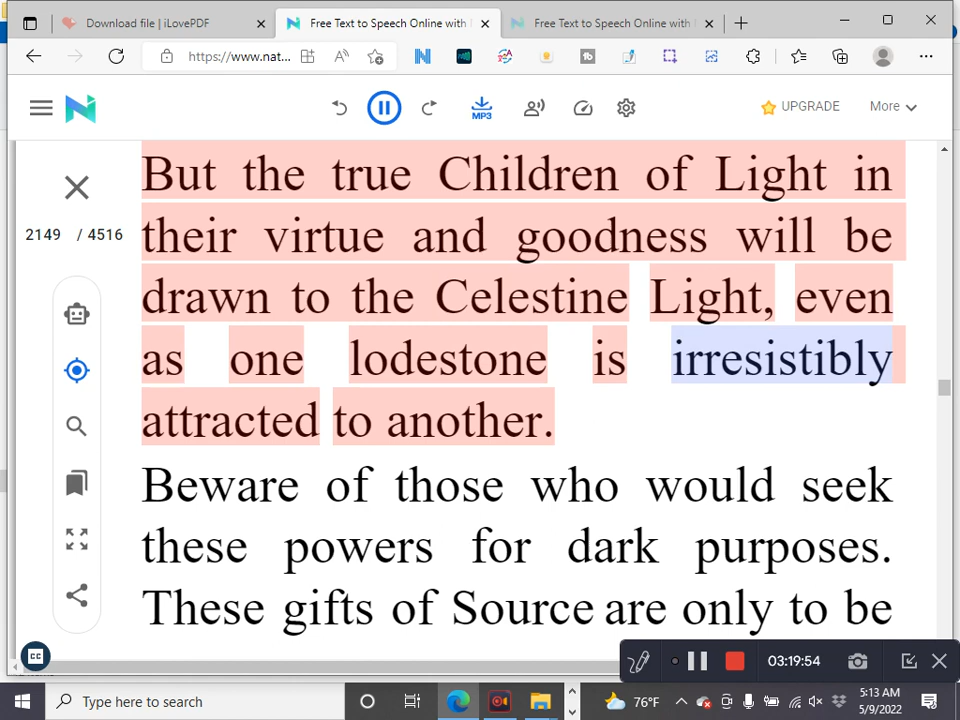 Download file | iLovePDF
Free Text to Speech Online with
Free Text to Speech Online with
https://www.nat...
MP3
UPGRADE
More
2149 / 4516
But the true Children of Light in
their virtue and goodness will be
drawn to the Celestine Light, even
as one lodestone is irresistibly
attracted to another.
Beware of those who would seek
these powers for dark purposes.
These gifts of Source are only to be
CC
03:19:54
Type here to search
76°F
5:13 AM
5/9/2022